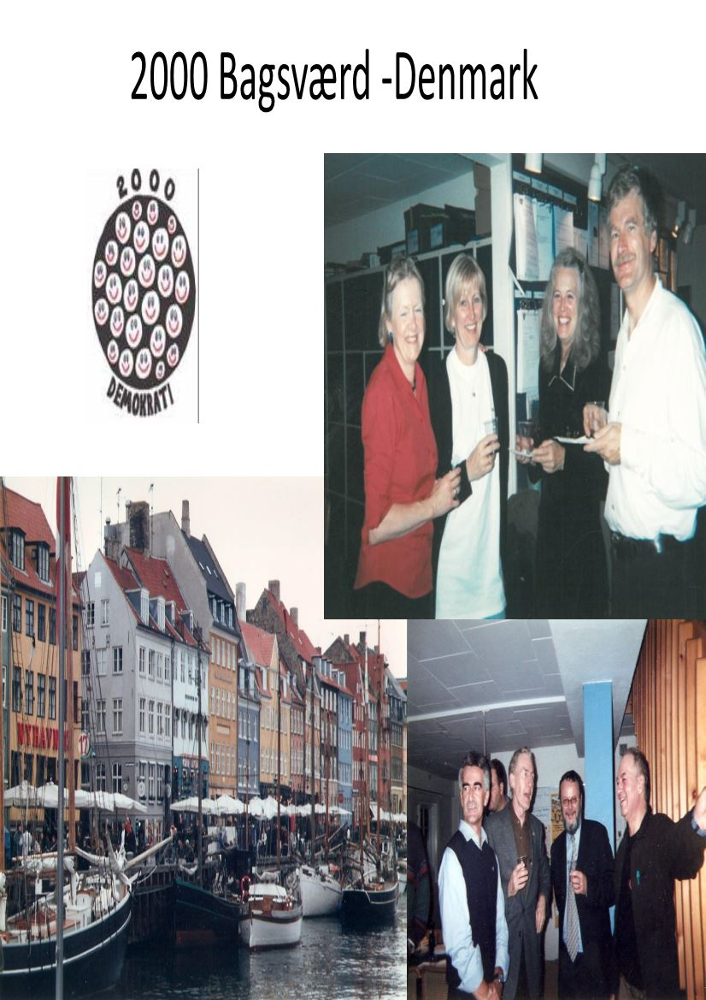 2000 Bagsværd -Denmark
2000
DEMOKRATI
NYHAVN
17